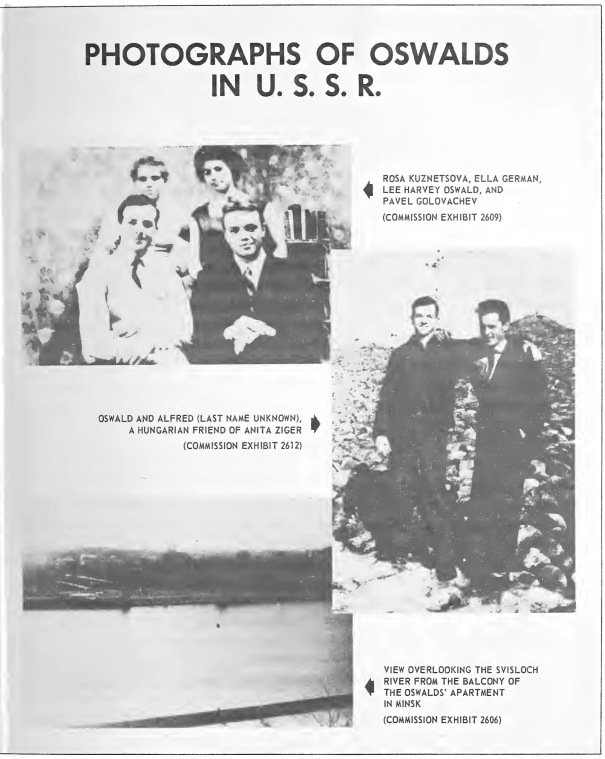 PHOTOGRAPHS OF OSWALDS
IN U. S. S. R.
ROSA KUZNETSOVA, ELLA GERMAN,
LEE HARVEY OSWALD, AND
PAVEL GOLOVACHEV
(COMMISSION EXHIBIT 2609)
OSWALD AND ALFRED (LAST NAME UNKNOWN),
A HUNGARIAN FRIEND OF ANITA ZIGER
(COMMISSION EXHIBIT 2612)
VIEW OVERLOOKING THE SVISLOCH
RIVER FROM THE BALCONY OF
THE OSWALDS' APARTMENT
IN MINSK
(COMMISSION EXHIBIT 2606)